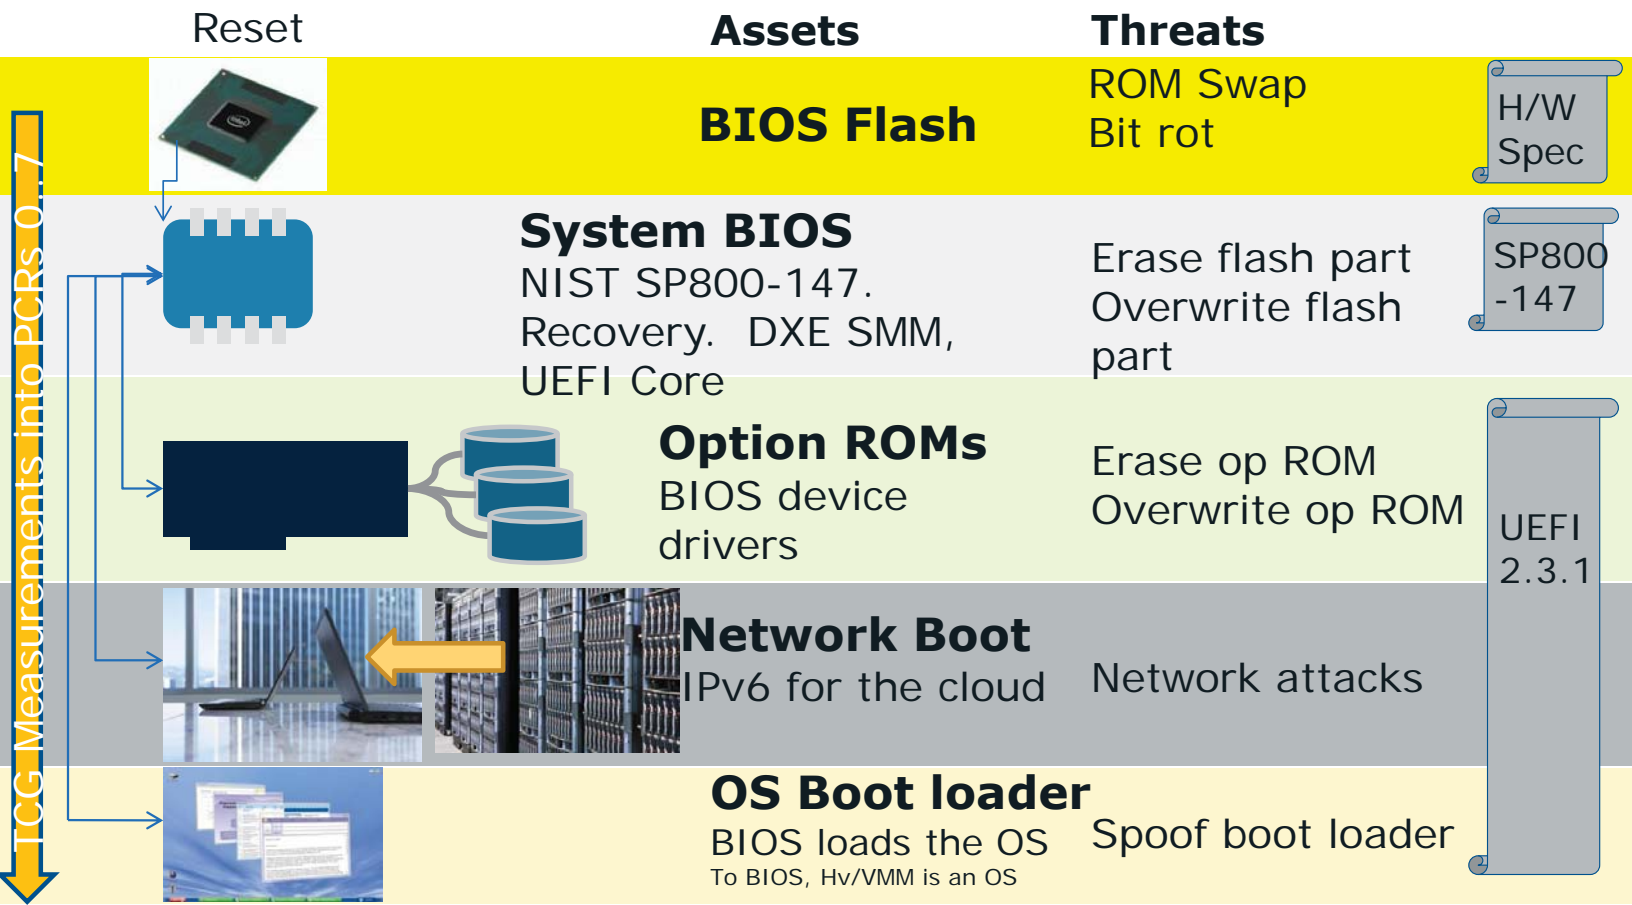 Reset
Assets
Threats
BIOS Flash
ROM Swap
Bit rot
H/W
Spec
System BIOS
NIST SP800-147.
Recovery.  DXE SMM,
UEFI Core
Erase flash part
Overwrite flash
part
SP800
-147
Option ROMs
BIOS device
drivers
Erase op ROM
Overwrite op ROM
UEFI
2.3.1
Network Boot
IPv6 for the cloud
Network attacks
OS Boot loader
BIOS loads the OS
To BIOS, Hv/VMM is an OS
Spoof boot loader
TCG Measurements into PCRs 0..7